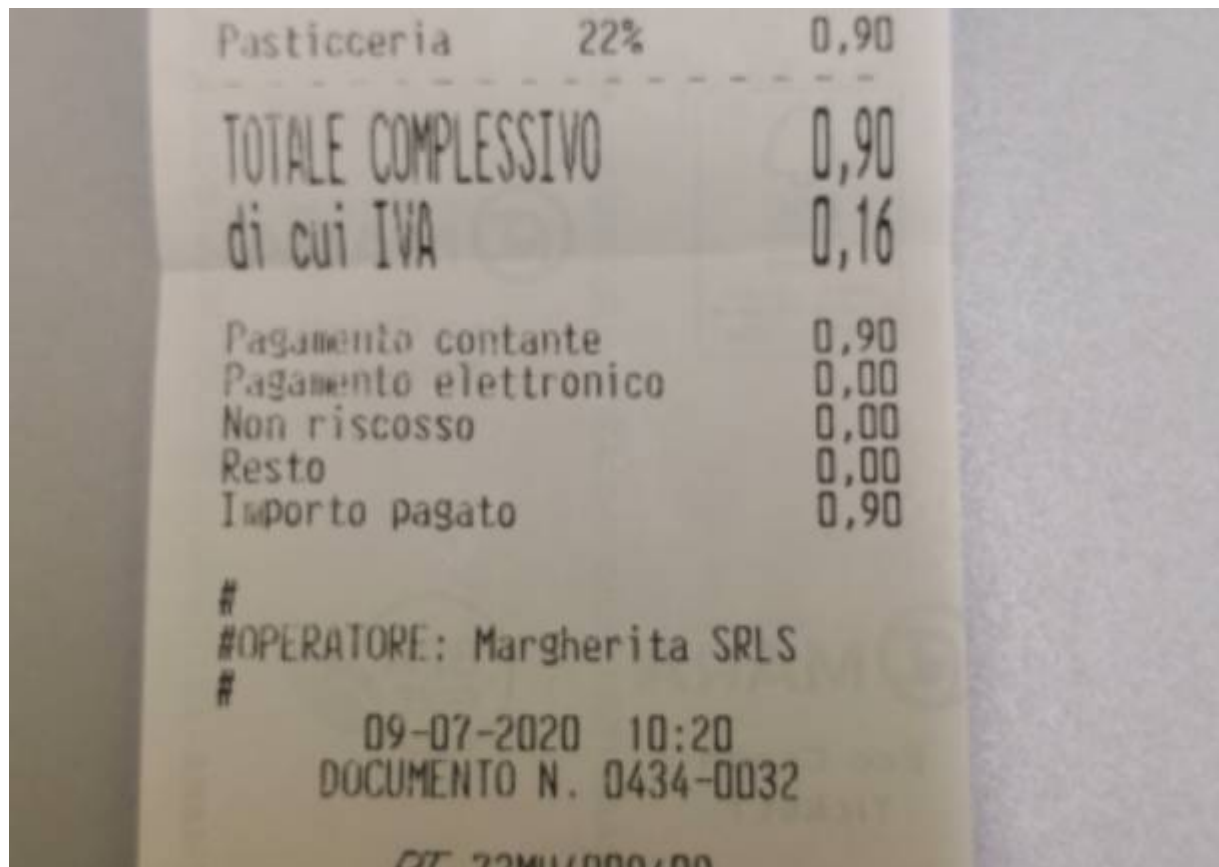 Pasticceria 22% 0,90
TOTALE COMPLESSIVO 0,90
di cui IVA 0,16
Pagamento contante 0,90
Pagamento elettronico 0,00
Non riscosso 0,00
Resto 0,00
Importo pagato 0,90
#
#OPERATORE: Margherita SRLS
#
09-07-2020 10:20
DOCUMENTO N. 0434-0032